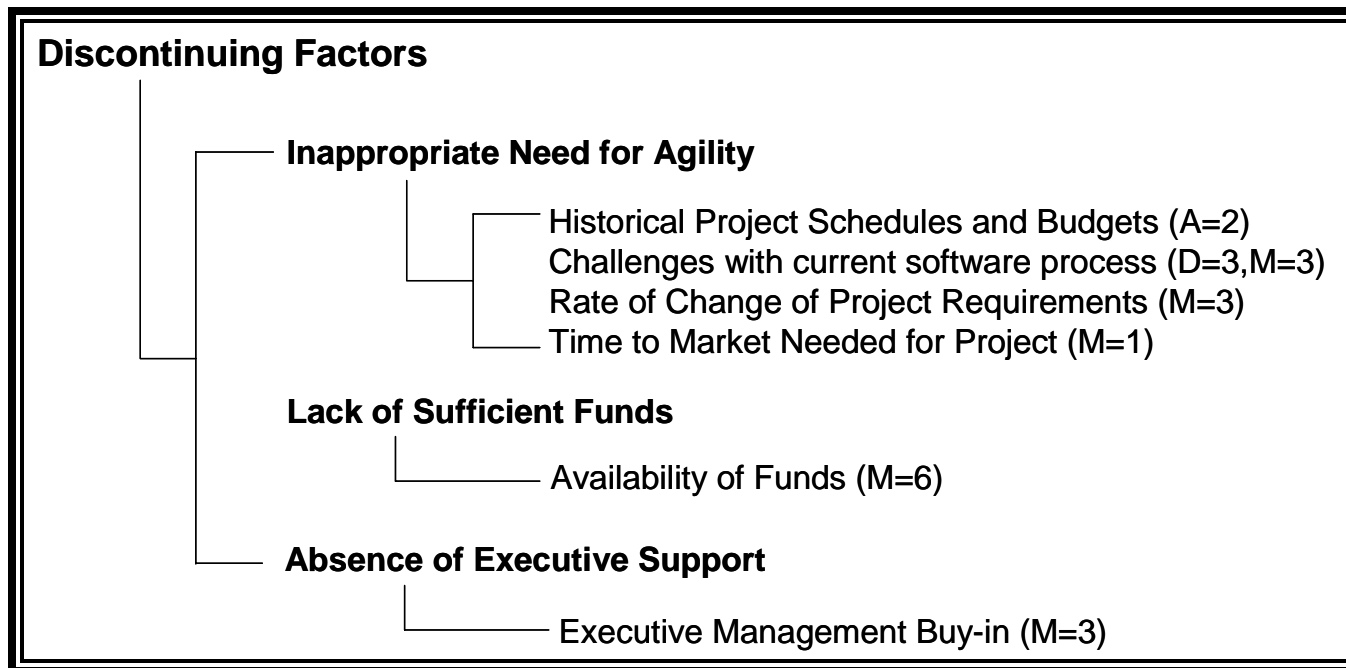 Discontinuing Factors
Inappropriate Need for Agility
Historical Project Schedules and Budgets (A=2)
Challenges with current software process (D=3,M=3)
Rate of Change of Project Requirements (M=3)
Time to Market Needed for Project (M=1)
Lack of Sufficient Funds
Availability of Funds (M=6)
Absence of Executive Support
Executive Management Buy-in (M=3)